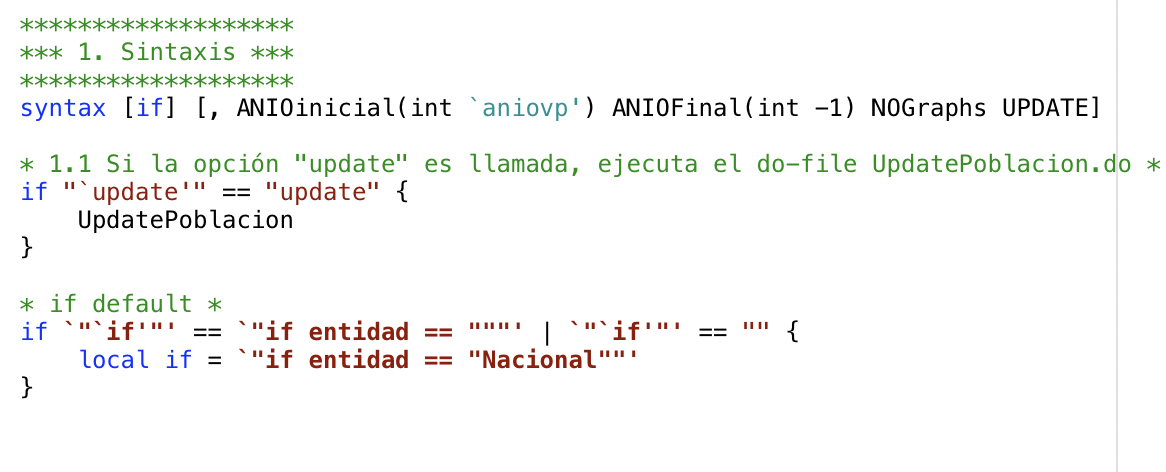 *******************
*** 1. Sintaxis ***
*******************
syntax [if] [, ANIOinicial(int `aniovp') ANIOFinal(int -1) NOGraphs UPDATE]
* 1.1 Si la opción "update" es llamada, ejecuta el do-file UpdatePoblacion.do *
if "`update'" == "update" {
    UpdatePoblacion
}
* if default *
if `"`if'"' == `"if entidad == """' | `"`if'"' == "" {
    local if = `"if entidad == "Nacional""'
}